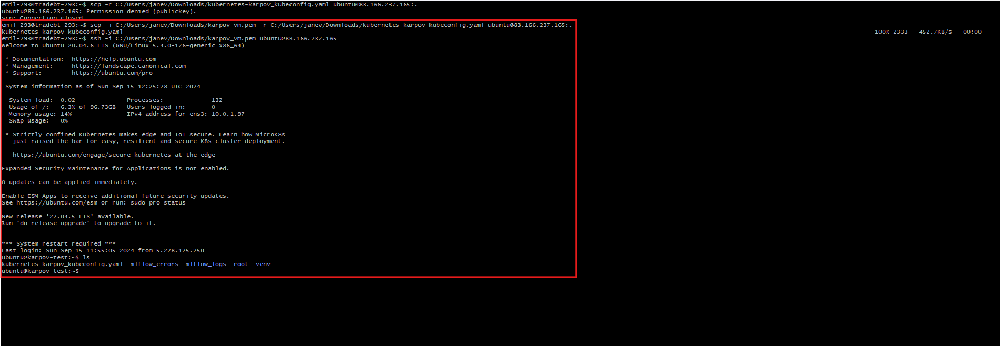 emil-293@tradebt-293:~$ scp -r C:/Users/janev/Downloads/kubernetes-karpov_kubeconfig.yaml ubuntu@83.166.237.165:.
ubuntu@83.166.237.165: Permission denied (publickey).
scp: Connection closed
emil-293@tradebt-293:~$ scp -i C:/Users/janev/Downloads/karpov_vm.pem -r C:/Users/janev/Downloads/kubernetes-karpov_kubeconfig.yaml ubuntu@83.166.237.165:.
kubernetes-karpov_kubeconfig.yaml 100% 2333 452.7KB/s 00:00
emil-293@tradebt-293:~$ ssh -i C:/Users/janev/Downloads/karpov_vm.pem ubuntu@83.166.237.165
Welcome to Ubuntu 20.04.6 LTS (GNU/Linux 5.4.0-176-generic x86_64)
* Documentation: https://help.ubuntu.com
* Management: https://landscape.canonical.com
* Support: https://ubuntu.com/pro
System information as of Sun Sep 15 12:25:28 UTC 2024
System load: 0.02 Processes: 132
Usage of /: 6.3% of 96.73GB Users logged in: 0
Memory usage: 14% IPv4 address for ens3: 10.0.1.97
Swap usage: 0%
* Strictly confined Kubernetes makes edge and IoT secure. Learn how MicroK8s
just raised the bar for easy, resilient and secure K8s cluster deployment.
https://ubuntu.com/engage/secure-kubernetes-at-the-edge
Expanded Security Maintenance for Applications is not enabled.
0 updates can be applied immediately.
Enable ESM Apps to receive additional future security updates.
See https://ubuntu.com/esm or run: sudo pro status
New release '22.04.5 LTS' available.
Run 'do-release-upgrade' to upgrade to it.
*** System restart required ***
Last login: Sun Sep 15 11:55:05 2024 from 5.228.125.250
ubuntu@karpov-test:~$ ls
kubernetes-karpov_kubeconfig.yaml mlflow_errors mlflow_logs root venv
ubuntu@karpov-test:~$